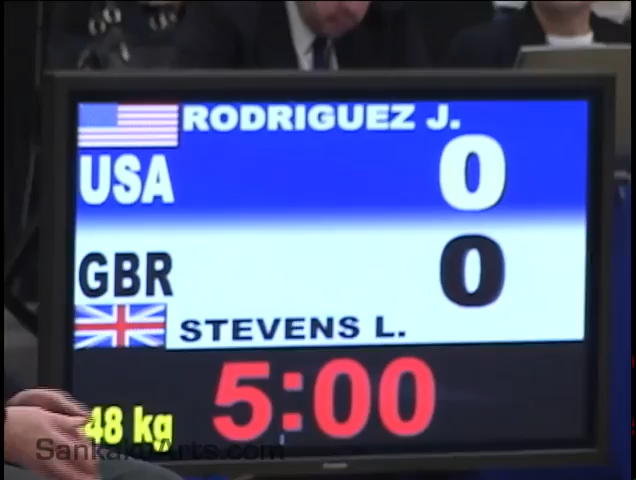 RODRIGUEZ J.
USA 0
GBR 0
STEVENS L.
5:00
48 kg